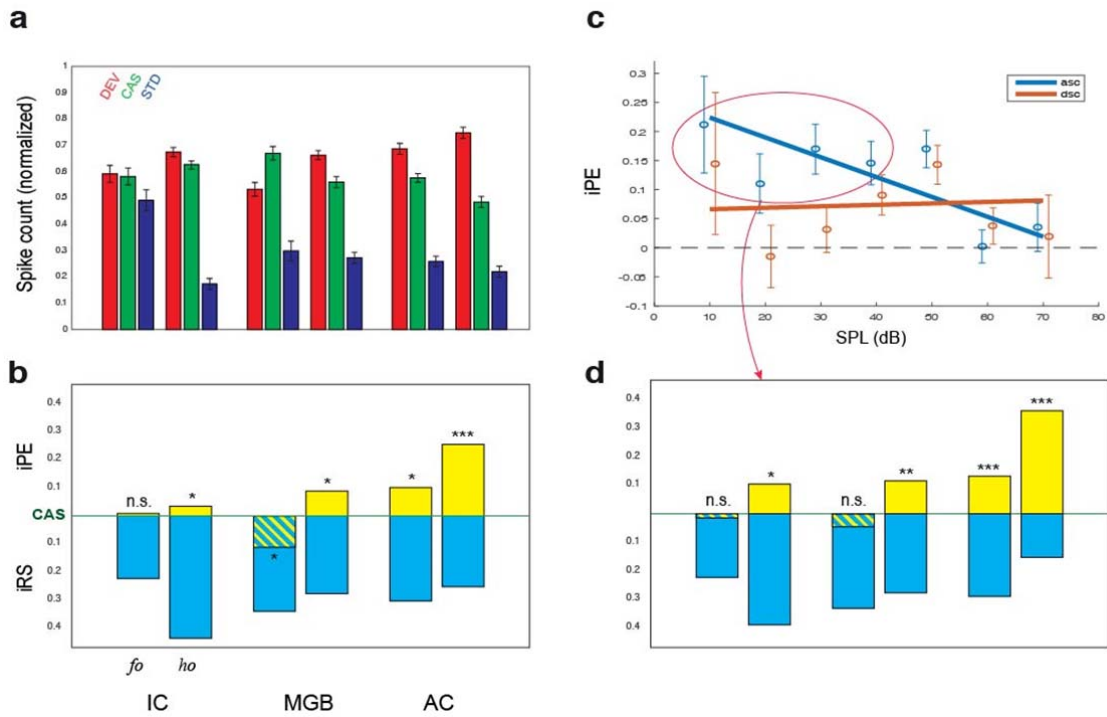 a
DEV
CAS
STD
Spike count (normalized)
1
0.9
0.8
0.7
0.6
0.5
0.4
0.3
0.2
0.1
0
c
iPE
0.3
0.25
0.2
0.15
0.1
0.05
0
-0.05
-0.1
asc
dsc
0 10 20 30 40 50 60 70 80
SPL (dB)
b
iPE
CAS
iRS
0.4
0.3
0.2
0.1
0.1
0.2
0.3
0.4
n.s. * * * * ***
fo ho
IC MGB AC
d
0.4
0.3
0.2
0.1
0.1
0.2
0.3
0.4
n.s. * n.s. ** *** ***